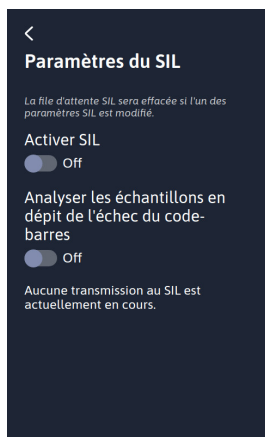 Paramètres du SIL
La file d'attente SIL sera effacée si l'un des
paramètres SIL est modifié.
Activer SIL
Off
Analyser les échantillons en
dépit de l'échec du code-
barres
Off
Aucune transmission au SIL est
actuellement en cours.